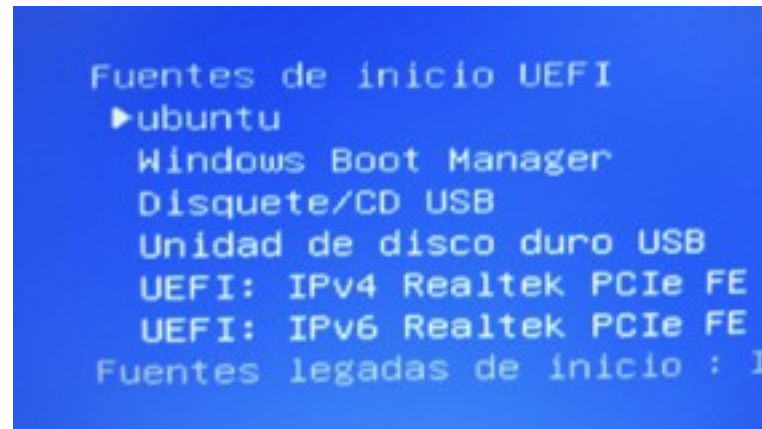 Fuentes de inicio UEFI
▶ubuntu
Windows Boot Manager
Disquete/CD USB
Unidad de disco duro USB
UEFI: IPv4 Realtek PCIe FE
UEFI: IPv6 Realtek PCIe FE
Fuentes legadas de inicio :